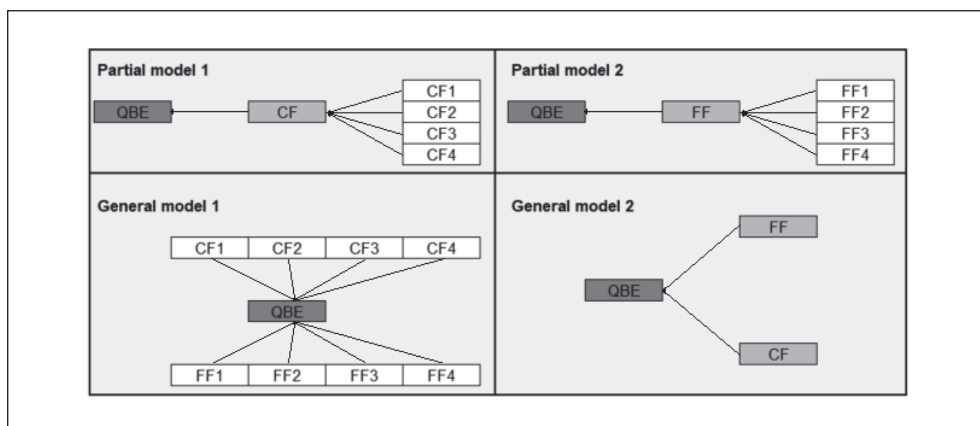 Partial model 1
QBE
CF
CF1
CF2
CF3
CF4
Partial model 2
QBE
FF
FF1
FF2
FF3
FF4
General model 1
CF1 CF2 CF3 CF4
QBE
FF1 FF2 FF3 FF4
General model 2
FF
QBE
CF